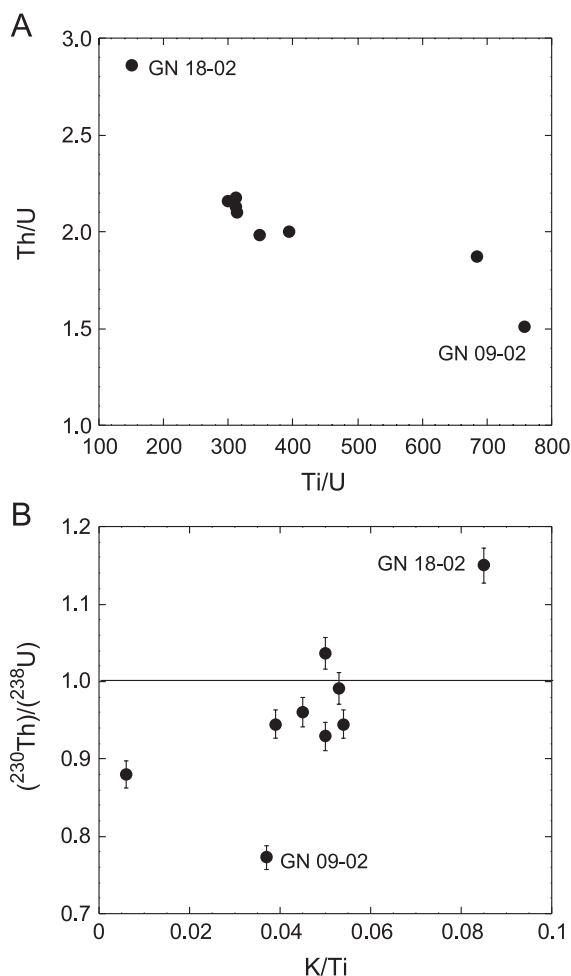 A
3.0
GN 18-02
2.5
Th/U
2.0
1.5
GN 09-02
1.0
100 200 300 400 500 600 700 800
Ti/U
B
1.2
GN 18-02
1.1
1.0
(²³⁰Th)/(²³⁸U)
0.9
0.8
GN 09-02
0.7
0 0.02 0.04 0.06 0.08 0.1
K/Ti